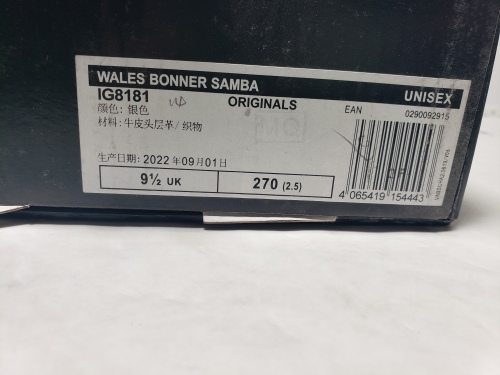 WALES BONNER SAMBA UNISEX
IG8181 ORIGINALS EAN 0290092915
颜色: 银色
材料: 牛皮头层革/织物
生产日期: 2022 年09月01日
9½ UK 270 (2.5)
4 065419 154443